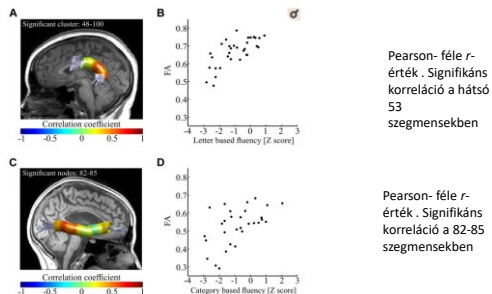 A
Significant cluster: 48-100
Correlation coefficient
-1 -0.5 0 0.5 1
B
♂
0.8
0.7
0.6
0.5
0.4
0.3
FA
-4 -3 -2 -1 0 1 2 3
Letter based fluency [Z score]
Pearson- féle r-
érték . Signifikáns
korreláció a hátsó
53
szegmensekben
C
Significant nodes: 82-85
Correlation coefficient
-1 -0.5 0 0.5 1
D
0.8
0.7
0.6
0.5
0.4
0.3
FA
-4 -3 -2 -1 0 1 2 3
Category based fluency [Z score]
Pearson- féle r-
érték . Signifikáns
korreláció a 82-85
szegmensekben